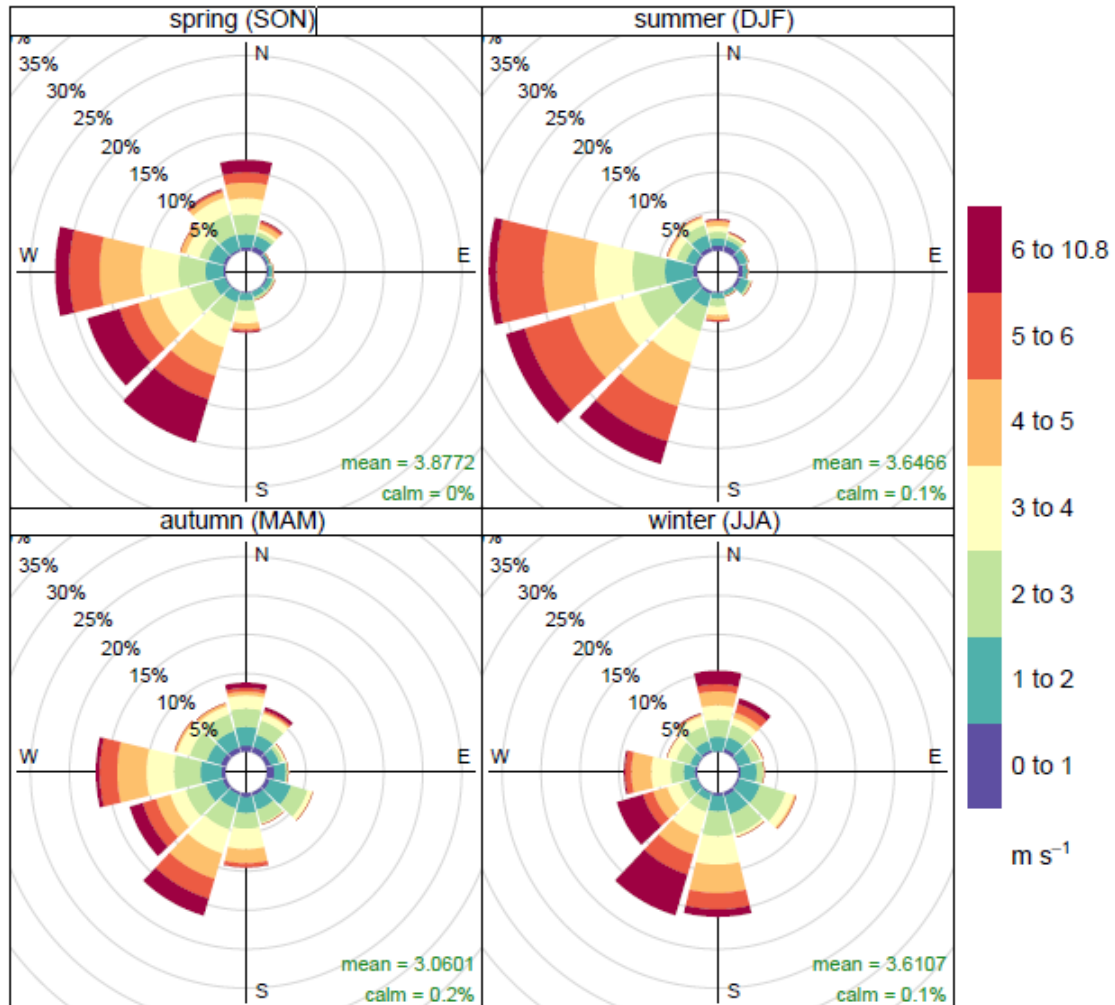 spring (SON)
%
35%
30%
25%
20%
15%
10%
5%
N
W
E
S
mean = 3.8772
calm = 0%
summer (DJF)
%
35%
30%
25%
20%
15%
10%
5%
N
W
E
S
mean = 3.6466
calm = 0.1%
autumn (MAM)
%
35%
30%
25%
20%
15%
10%
5%
N
W
E
S
mean = 3.0601
calm = 0.2%
winter (JJA)
%
35%
30%
25%
20%
15%
10%
5%
N
W
E
S
mean = 3.6107
calm = 0.1%
6 to 10.8
5 to 6
4 to 5
3 to 4
2 to 3
1 to 2
0 to 1
m s⁻¹